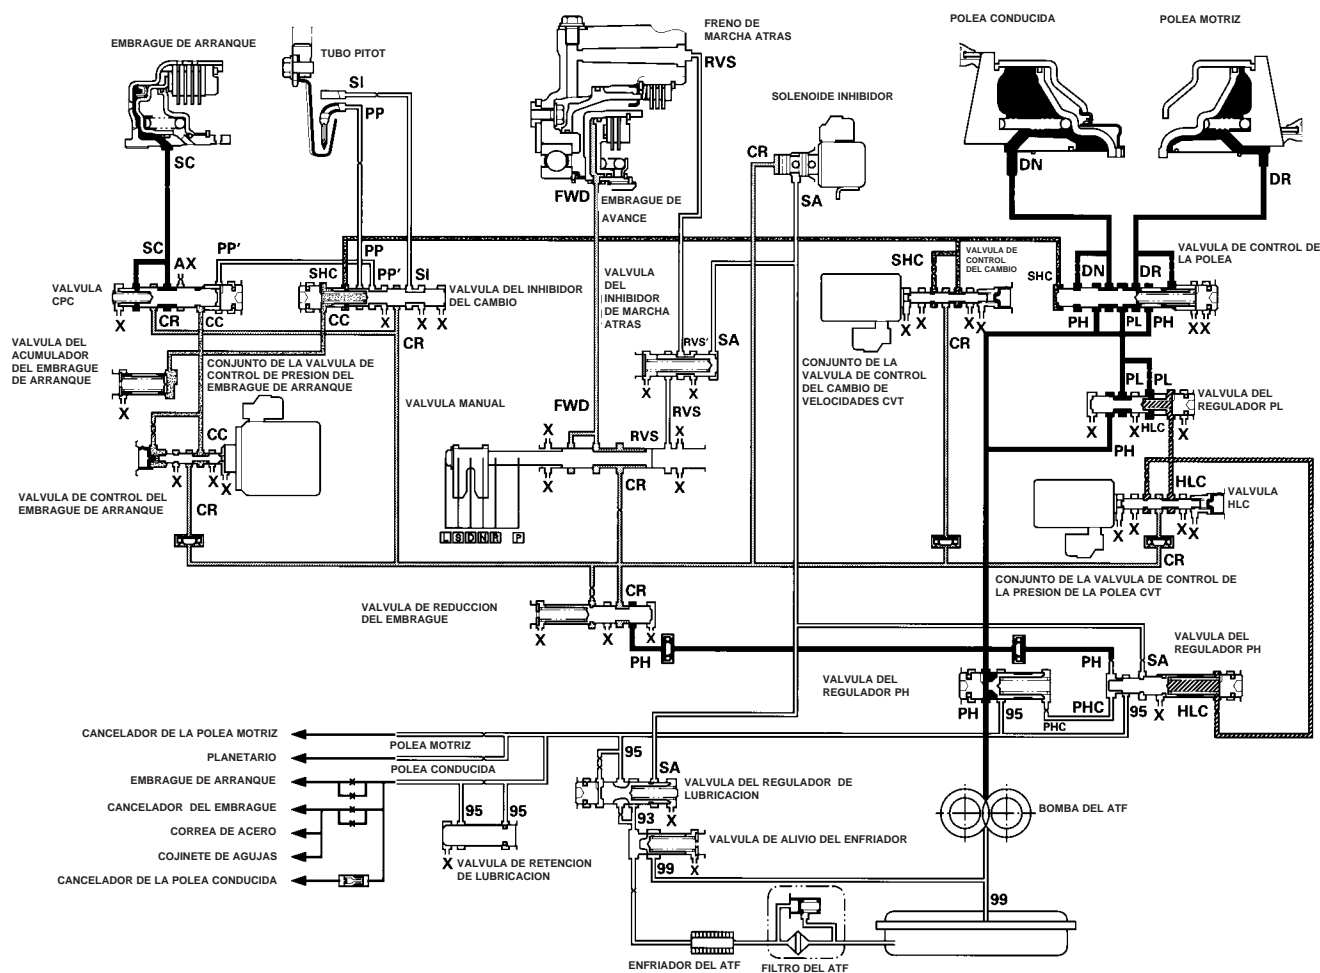 POLEA CONDUCIDA
POLEA MOTRIZ
FRENO DE
MARCHA ATRAS
EMBRAGUE DE ARRANQUE
TUBO PITOT
RVS
SI
PP
SOLENOIDE INHIBIDOR
SC
CR
DN
DR
FWD
SA
EMBRAGUE DE
AVANCE
SC
PP'
PP
AX
SHC
PP'
SI
VALVULA
DEL
INHIBIDOR
DE MARCHA
ATRAS
SHC
VALVULA DE
CONTROL
DEL CAMBIO
SHC
DN
DR
VALVULA DE CONTROL DE
LA POLEA
VALVULA
CPC
VALVULA DEL INHIBIDOR
DEL CAMBIO
X
CR
CC
CC
X
X
X
CR
RVS'
SA
X
X
X
CR
PH
PL
PH
XX
VALVULA DEL
ACUMULADOR
DEL EMBRAGUE
DE ARRANQUE
CONJUNTO DE LA VALVULA DE
CONTROL DE PRESION DEL
EMBRAGUE DE ARRANQUE
CONJUNTO DE LA
VALVULA DE CONTROL
DEL CAMBIO DE
VELOCIDADES CVT
X
X
X
PL
PL
VALVULA DEL
REGULADOR PL
VALVULA MANUAL
FWD
RVS
X
X
HLC
X
X
RVS
X
PH
CC
X
X
X
X
X
CR
HLC
VALVULA
HLC
VALVULA DE CONTROL DEL
EMBRAGUE DE ARRANQUE
CR
X
X
X
X
L S D N R P
CR
CONJUNTO DE LA VALVULA DE CONTROL DE
LA PRESION DE LA POLEA CVT
VALVULA DE REDUCCION
DEL EMBRAGUE
CR
X
X
X
VALVULA DEL
REGULADOR PH
PH
PH
SA
VALVULA DEL
REGULADOR PH
PH
95
PHC
PHC
95
X
HLC
CANCELADOR DE LA POLEA MOTRIZ
POLEA MOTRIZ
PLANETARIO
95
POLEA CONDUCIDA
SA
EMBRAGUE DE ARRANQUE
VALVULA DEL REGULADOR DE
LUBRICACION
CANCELADOR DEL EMBRAGUE
95
95
93
X
BOMBA DEL ATF
CORREA DE ACERO
VALVULA DE ALIVIO DEL ENFRIADOR
COJINETE DE AGUJAS
X
VALVULA DE RETENCION
DE LUBRICACION
99
X
CANCELADOR DE LA POLEA CONDUCIDA
99
ENFRIADOR DEL ATF
FILTRO DEL ATF